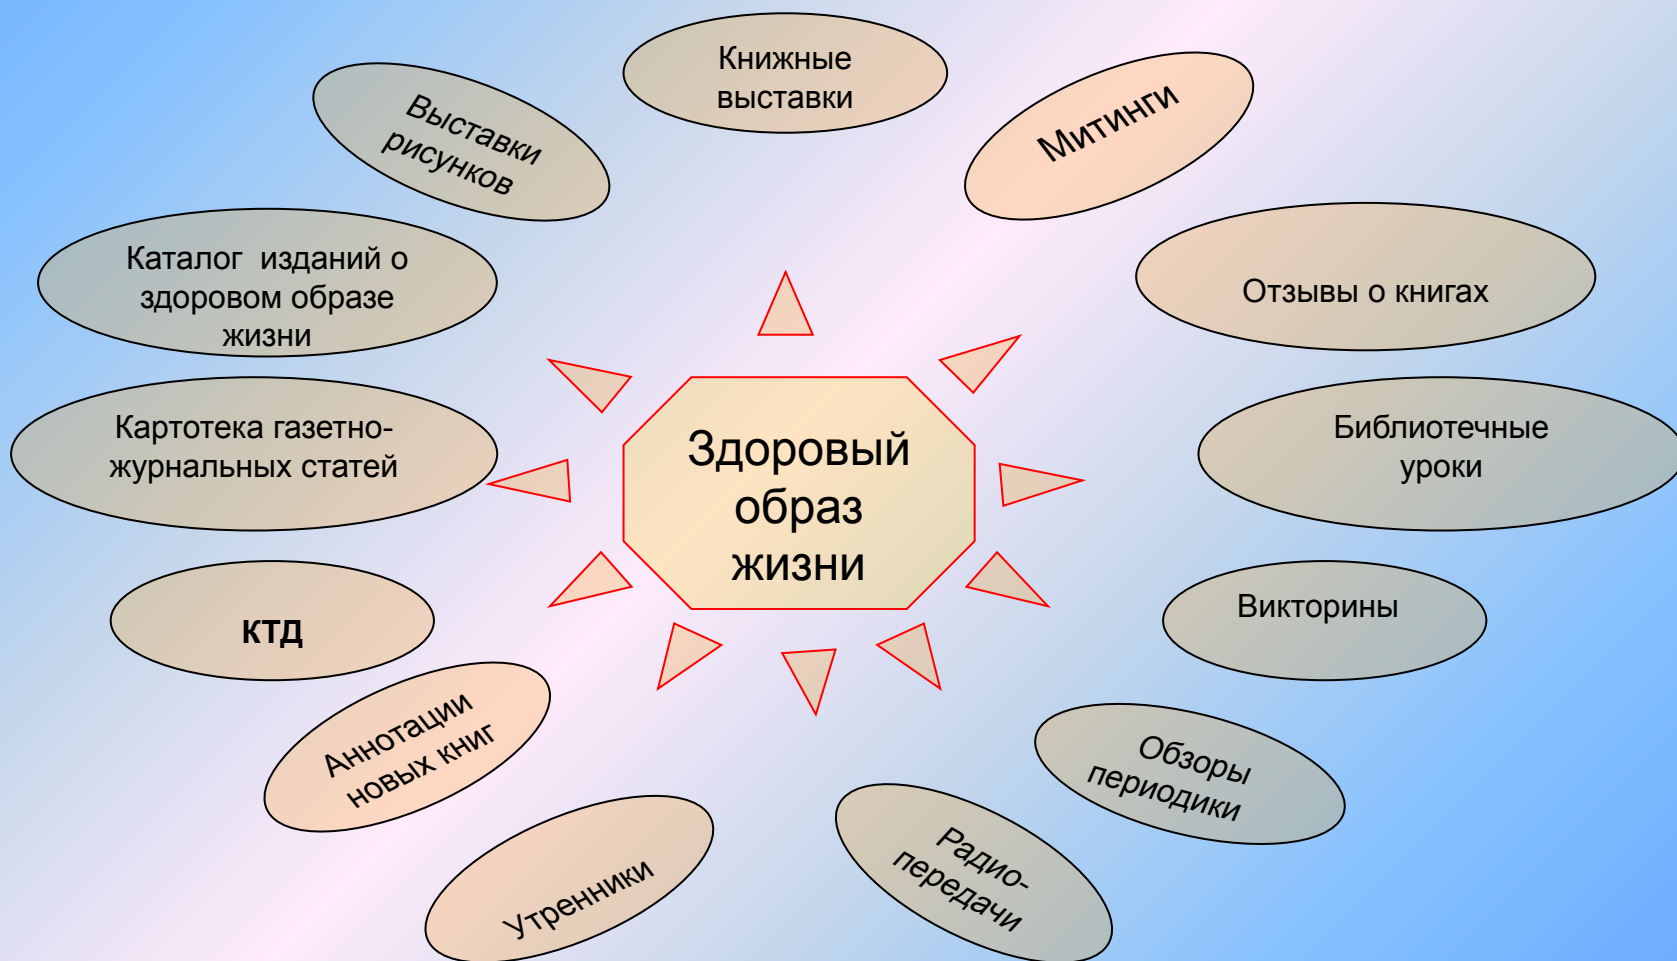 Книжные
выставки
Митинги
Выставки
рисунков
Каталог  изданий о
здоровом образе
жизни
Отзывы о книгах
Картотека газетно-
журнальных статей
Библиотечные
уроки
Здоровый
образ
жизни
КТД
Викторины
Аннотации
новых книг
Обзоры
периодики
Утренники
Радио-
передачи